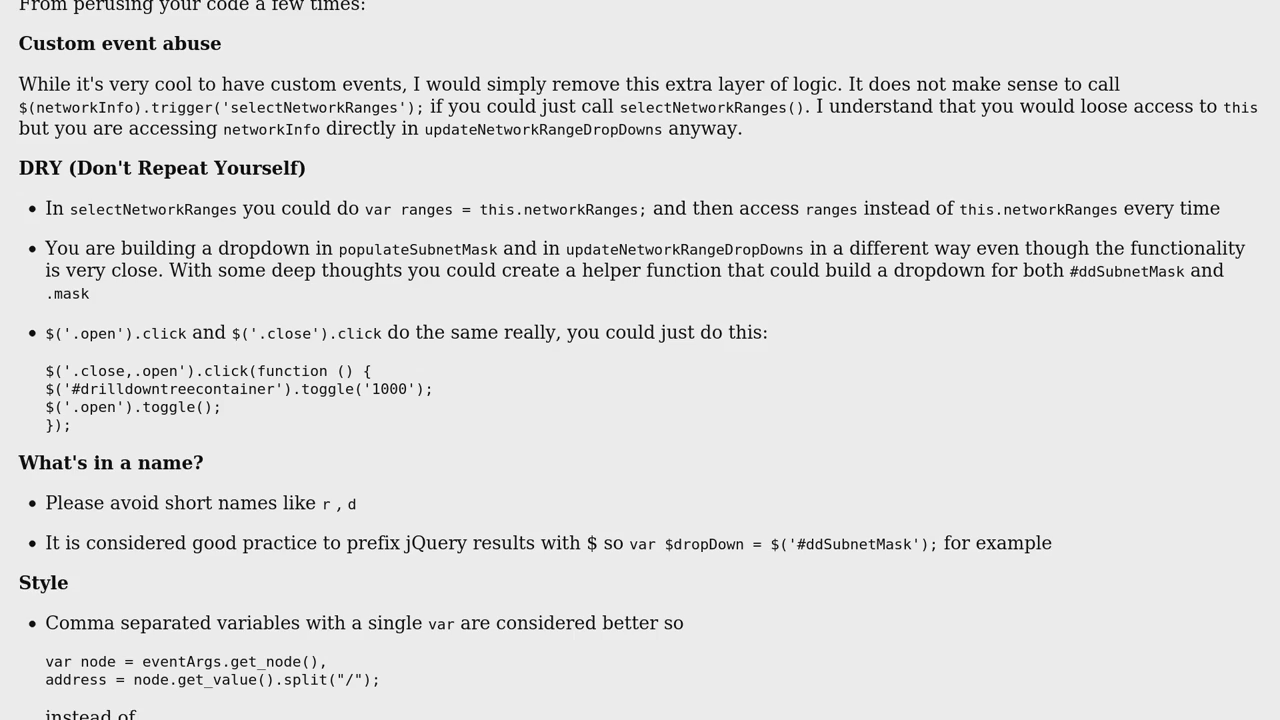 From perusing your code a few times:
Custom event abuse
While it's very cool to have custom events, I would simply remove this extra layer of logic. It does not make sense to call
$(networkInfo).trigger('selectNetworkRanges'); if you could just call selectNetworkRanges(). I understand that you would loose access to this
but you are accessing networkInfo directly in updateNetworkRangeDropDowns anyway.
DRY (Don't Repeat Yourself)
• In selectNetworkRanges you could do var ranges = this.networkRanges; and then access ranges instead of this.networkRanges every time
• You are building a dropdown in populateSubnetMask and in updateNetworkRangeDropDowns in a different way even though the functionality
is very close. With some deep thoughts you could create a helper function that could build a dropdown for both #ddSubnetMask and
.mask
• $('.open').click and $('.close').click do the same really, you could just do this:
$('.close,.open').click(function () {
$('#drilldowntreecontainer').toggle('1000');
$('.open').toggle();
});
What's in a name?
• Please avoid short names like r , d
• It is considered good practice to prefix jQuery results with $ so var $dropDown = $('#ddSubnetMask'); for example
Style
• Comma separated variables with a single var are considered better so
var node = eventArgs.get_node(),
address = node.get_value().split("/");
instead of